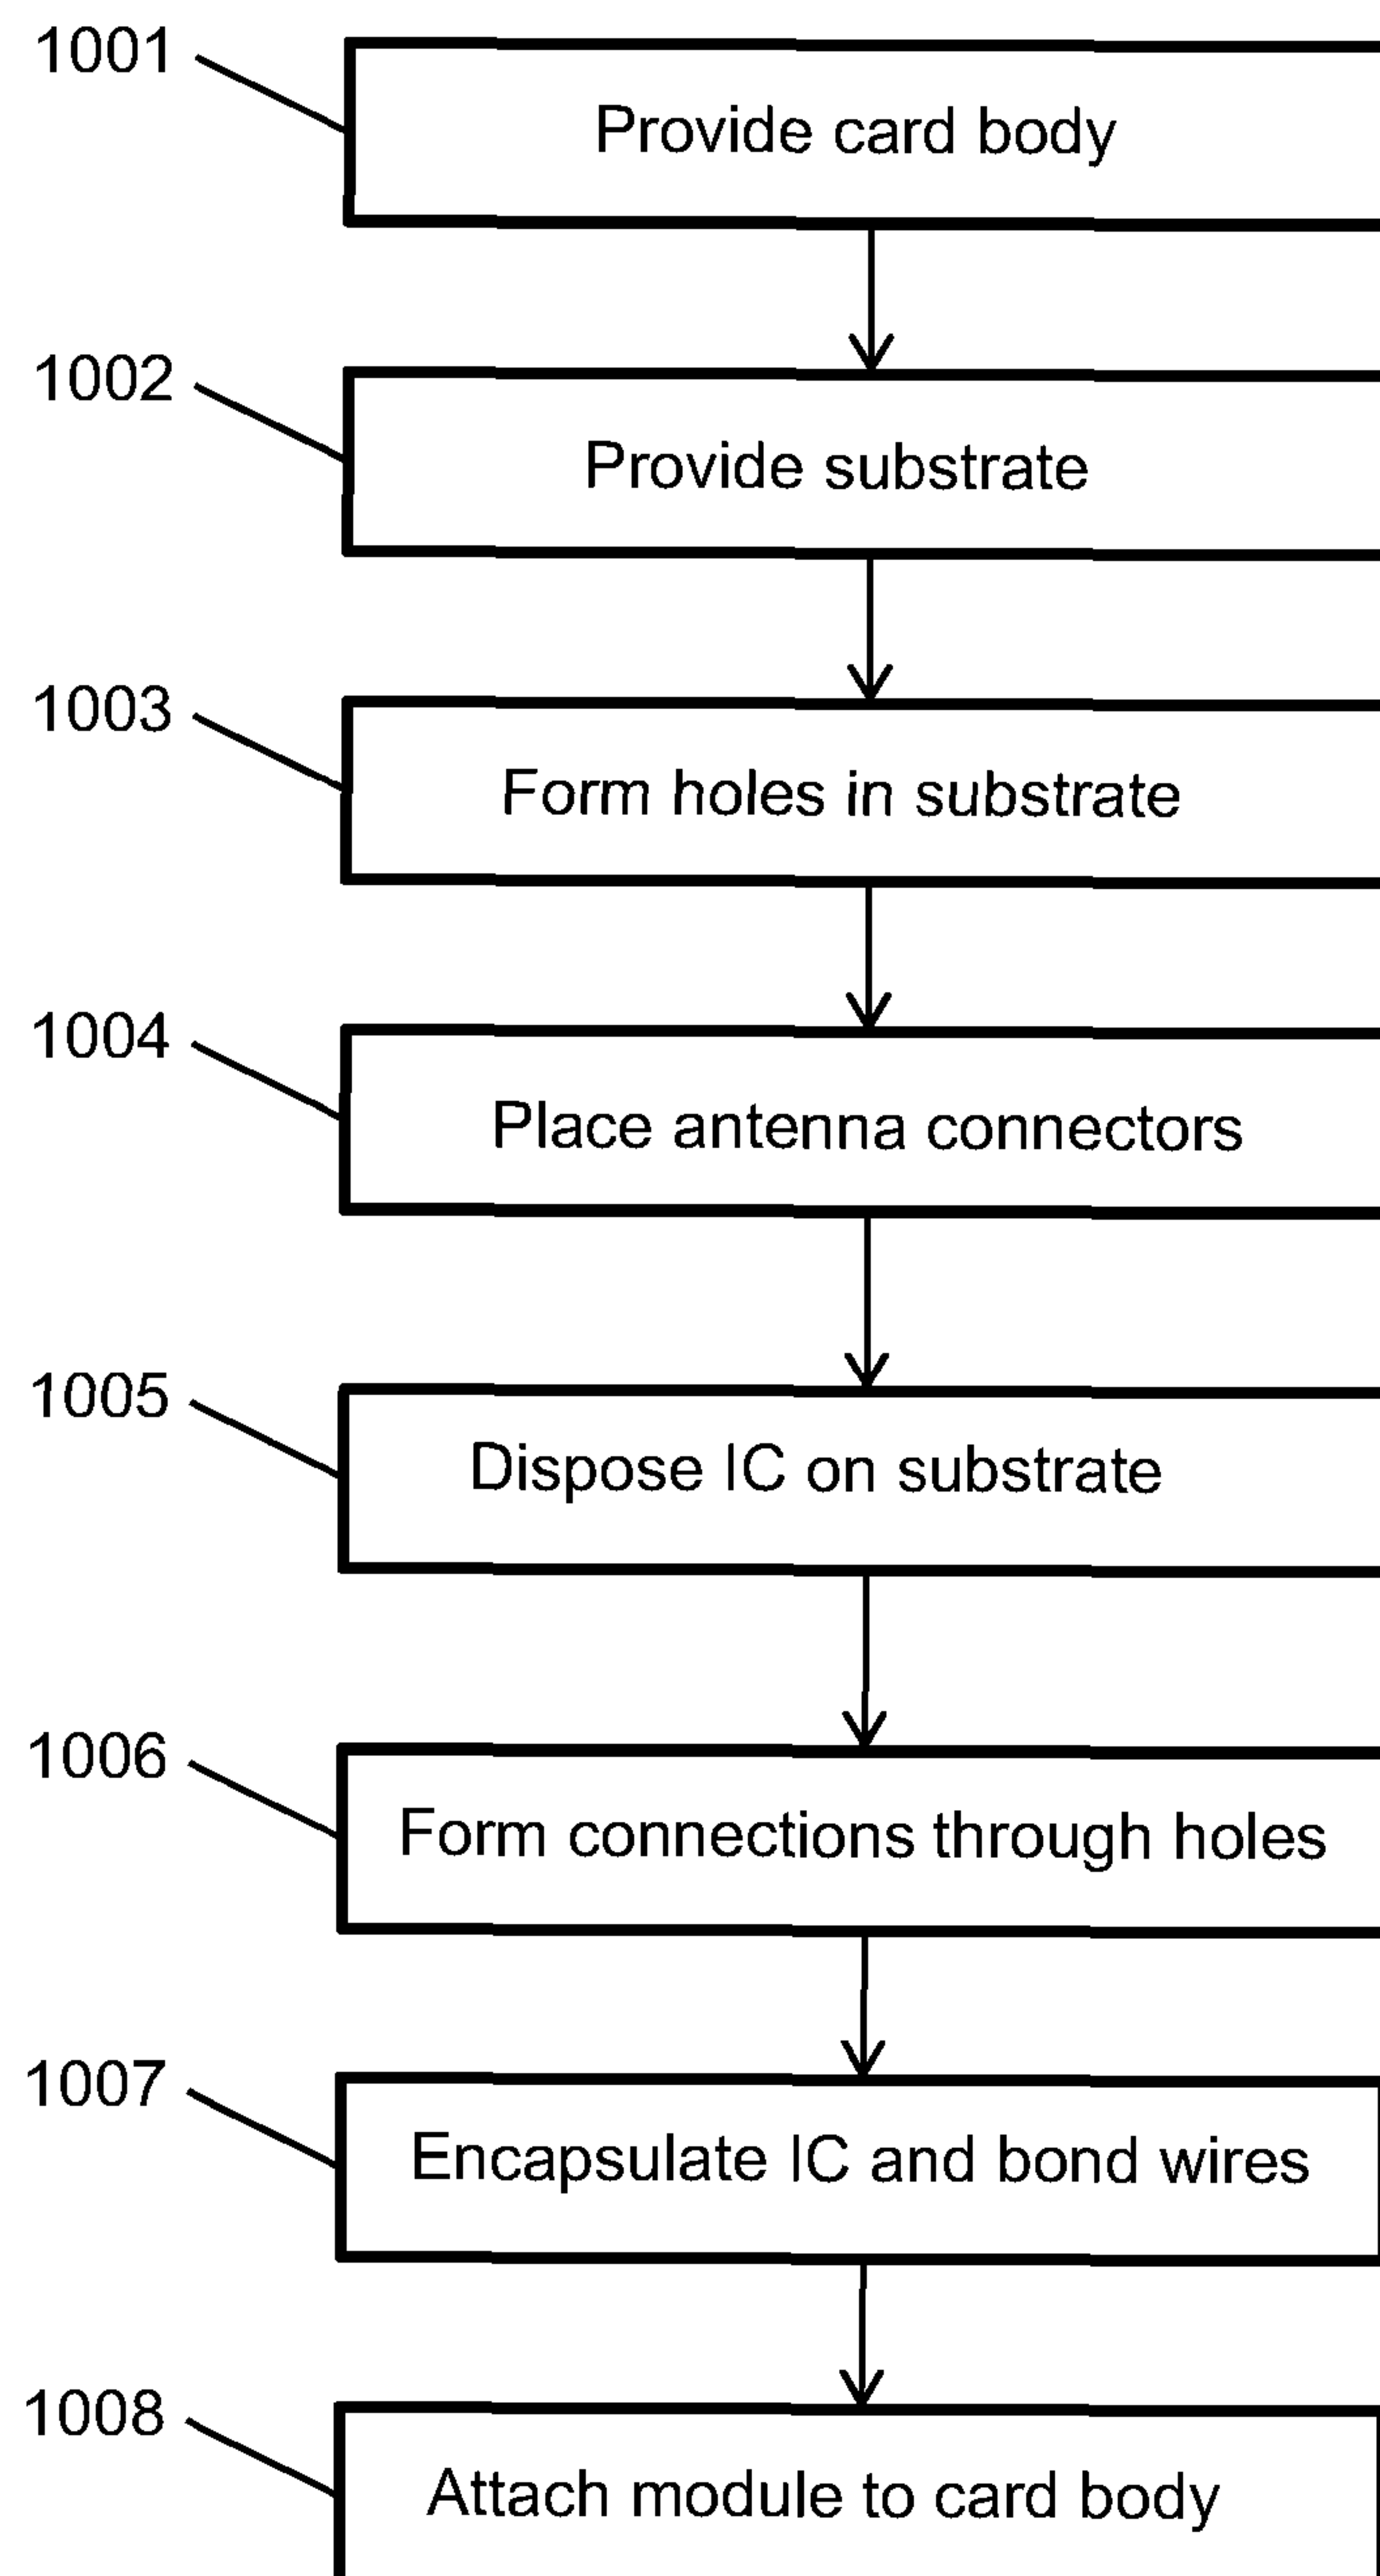 1001
Provide card body
1002
Provide substrate
1003
Form holes in substrate
1004
Place antenna connectors
1005
Dispose IC on substrate
1006
Form connections through holes
1007
Encapsulate IC and bond wires
1008
Attach module to card body